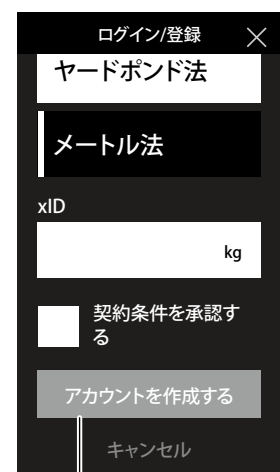 ログイン/登録
ヤードポンド法
メートル法
xID
kg
契約条件を承認す
る
アカウントを作成する
キャンセル